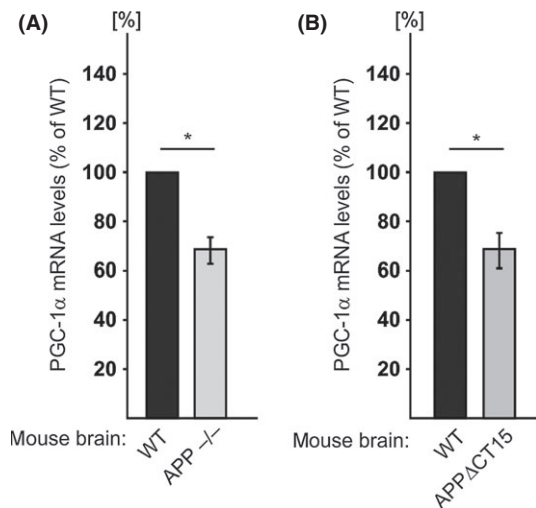 (A)
[%]
PGC-1α mRNA levels (% of WT)
140
120
100
80
60
40
20
*
Mouse brain:
WT
APP –/–
(B)
[%]
PGC-1α mRNA levels (% of WT)
140
120
100
80
60
40
20
*
Mouse brain:
WT
APPΔCT15